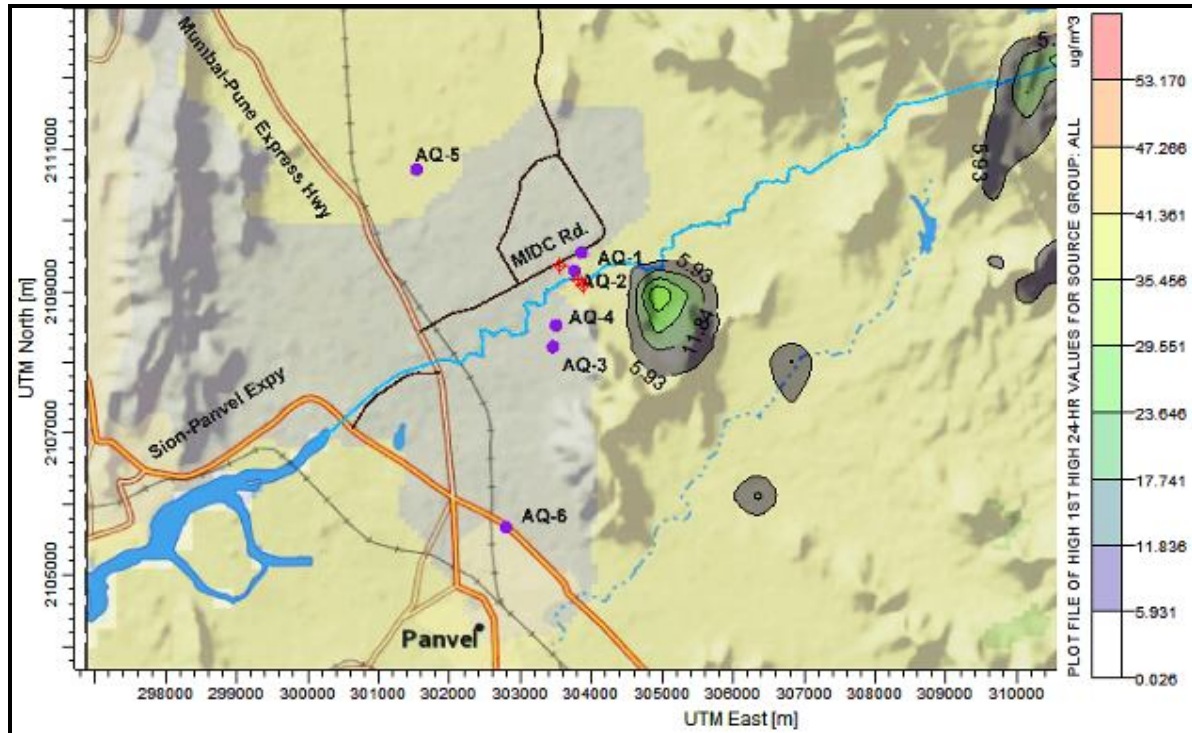 Mumbai-Pune Express Hwy
AQ-5
MIDC Rd.
AQ-1
AQ-2
AQ-4
AQ-3
Sion-Panvel Expy
AQ-6
Panvel
5.93
11.84
5.93
5.93
UTM North [m]
2111000
2109000
2107000
2105000
298000 299000 300000 301000 302000 303000 304000 305000 306000 307000 308000 309000 310000
UTM East [m]
PLOT FILE OF HIGH 1ST HIGH 24-HR VALUES FOR SOURCE GROUP: ALL
ug/m^3
53.170
47.266
41.361
35.456
29.551
23.646
17.741
11.836
5.931
0.026